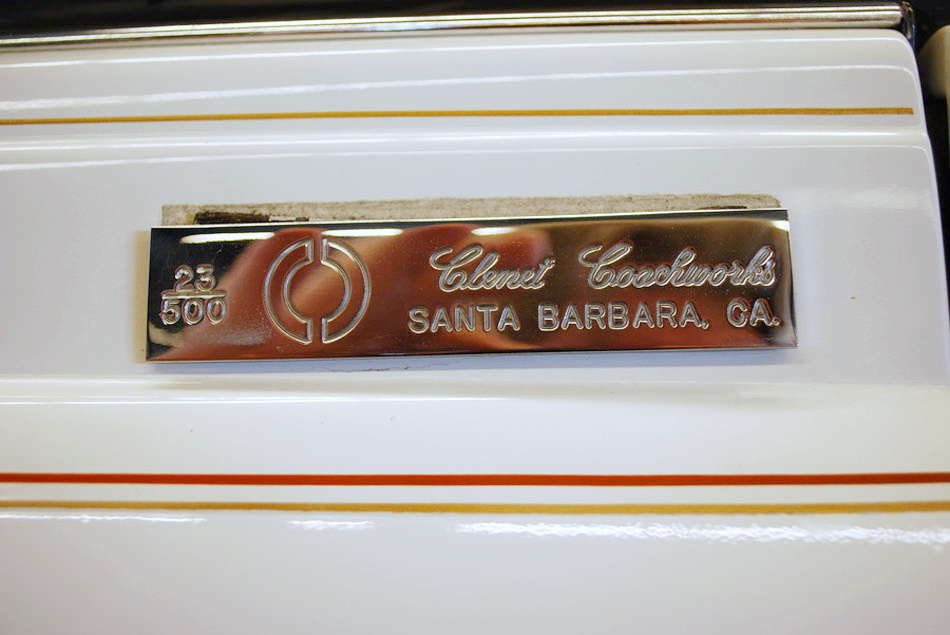 23
500
Clenet Coachworks
SANTA BARBARA, CA.